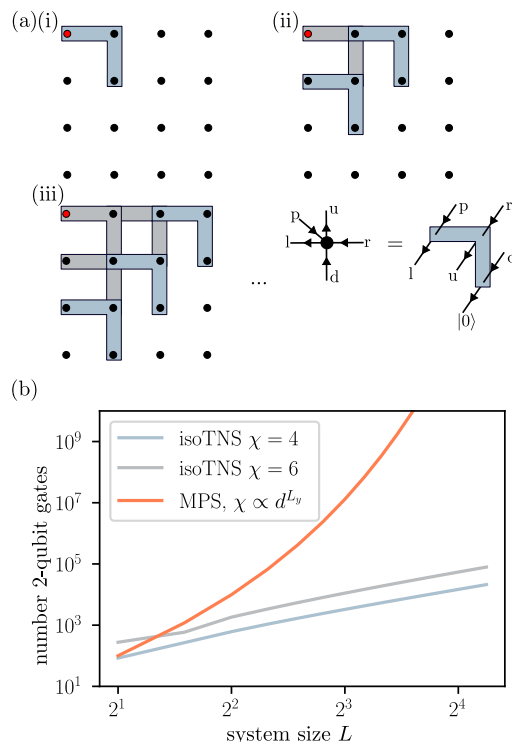 (a)(i)
(ii)
(iii)
...
p
u
l
r
d
=
p
r
l
u
|0⟩
(b)
number 2-qubit gates
10^9
10^7
10^5
10^3
10^1
isoTNS χ = 4
isoTNS χ = 6
MPS, χ ∝ d^{L_y}
2^1
2^2
2^3
2^4
system size L